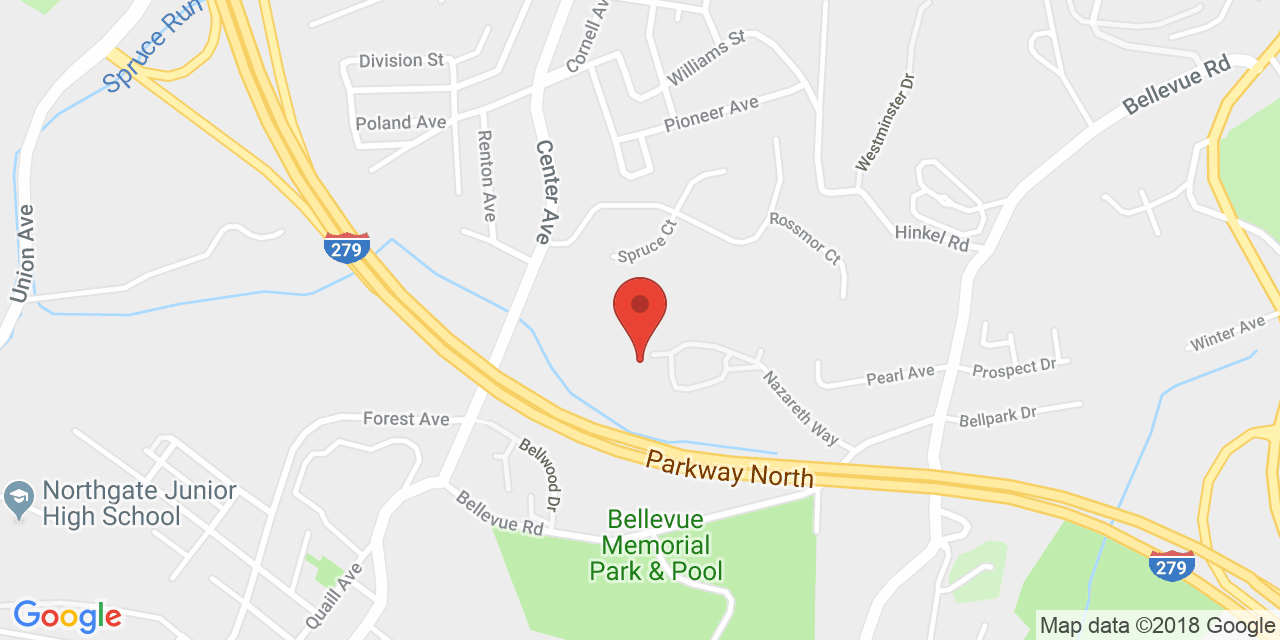 Spruce Run
Division St
Cornell Av
Williams St
Bellevue Rd
Poland Ave
Pioneer Ave
Westminster Dr
Renton Ave
Center Ave
Union Ave
279
Spruce Ct
Rossmor Ct
Hinkel Rd
Winter Ave
Pearl Ave
Prospect Dr
Nazareth Way
Bellpark Dr
Forest Ave
Bellwood Dr
Parkway North
Northgate Junior
High School
Bellevue Rd
Bellevue
Memorial
Park & Pool
279
Quaill Ave
Google
Map data ©2018 Google